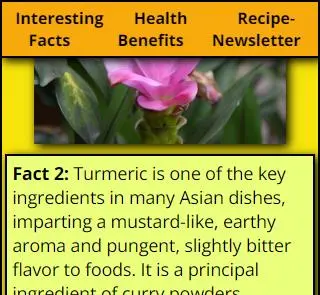 Interesting Health Recipe-
Facts Benefits Newsletter
Fact 2: Turmeric is one of the key
ingredients in many Asian dishes,
imparting a mustard-like, earthy
aroma and pungent, slightly bitter
flavor to foods. It is a principal
ingredient of curry powders